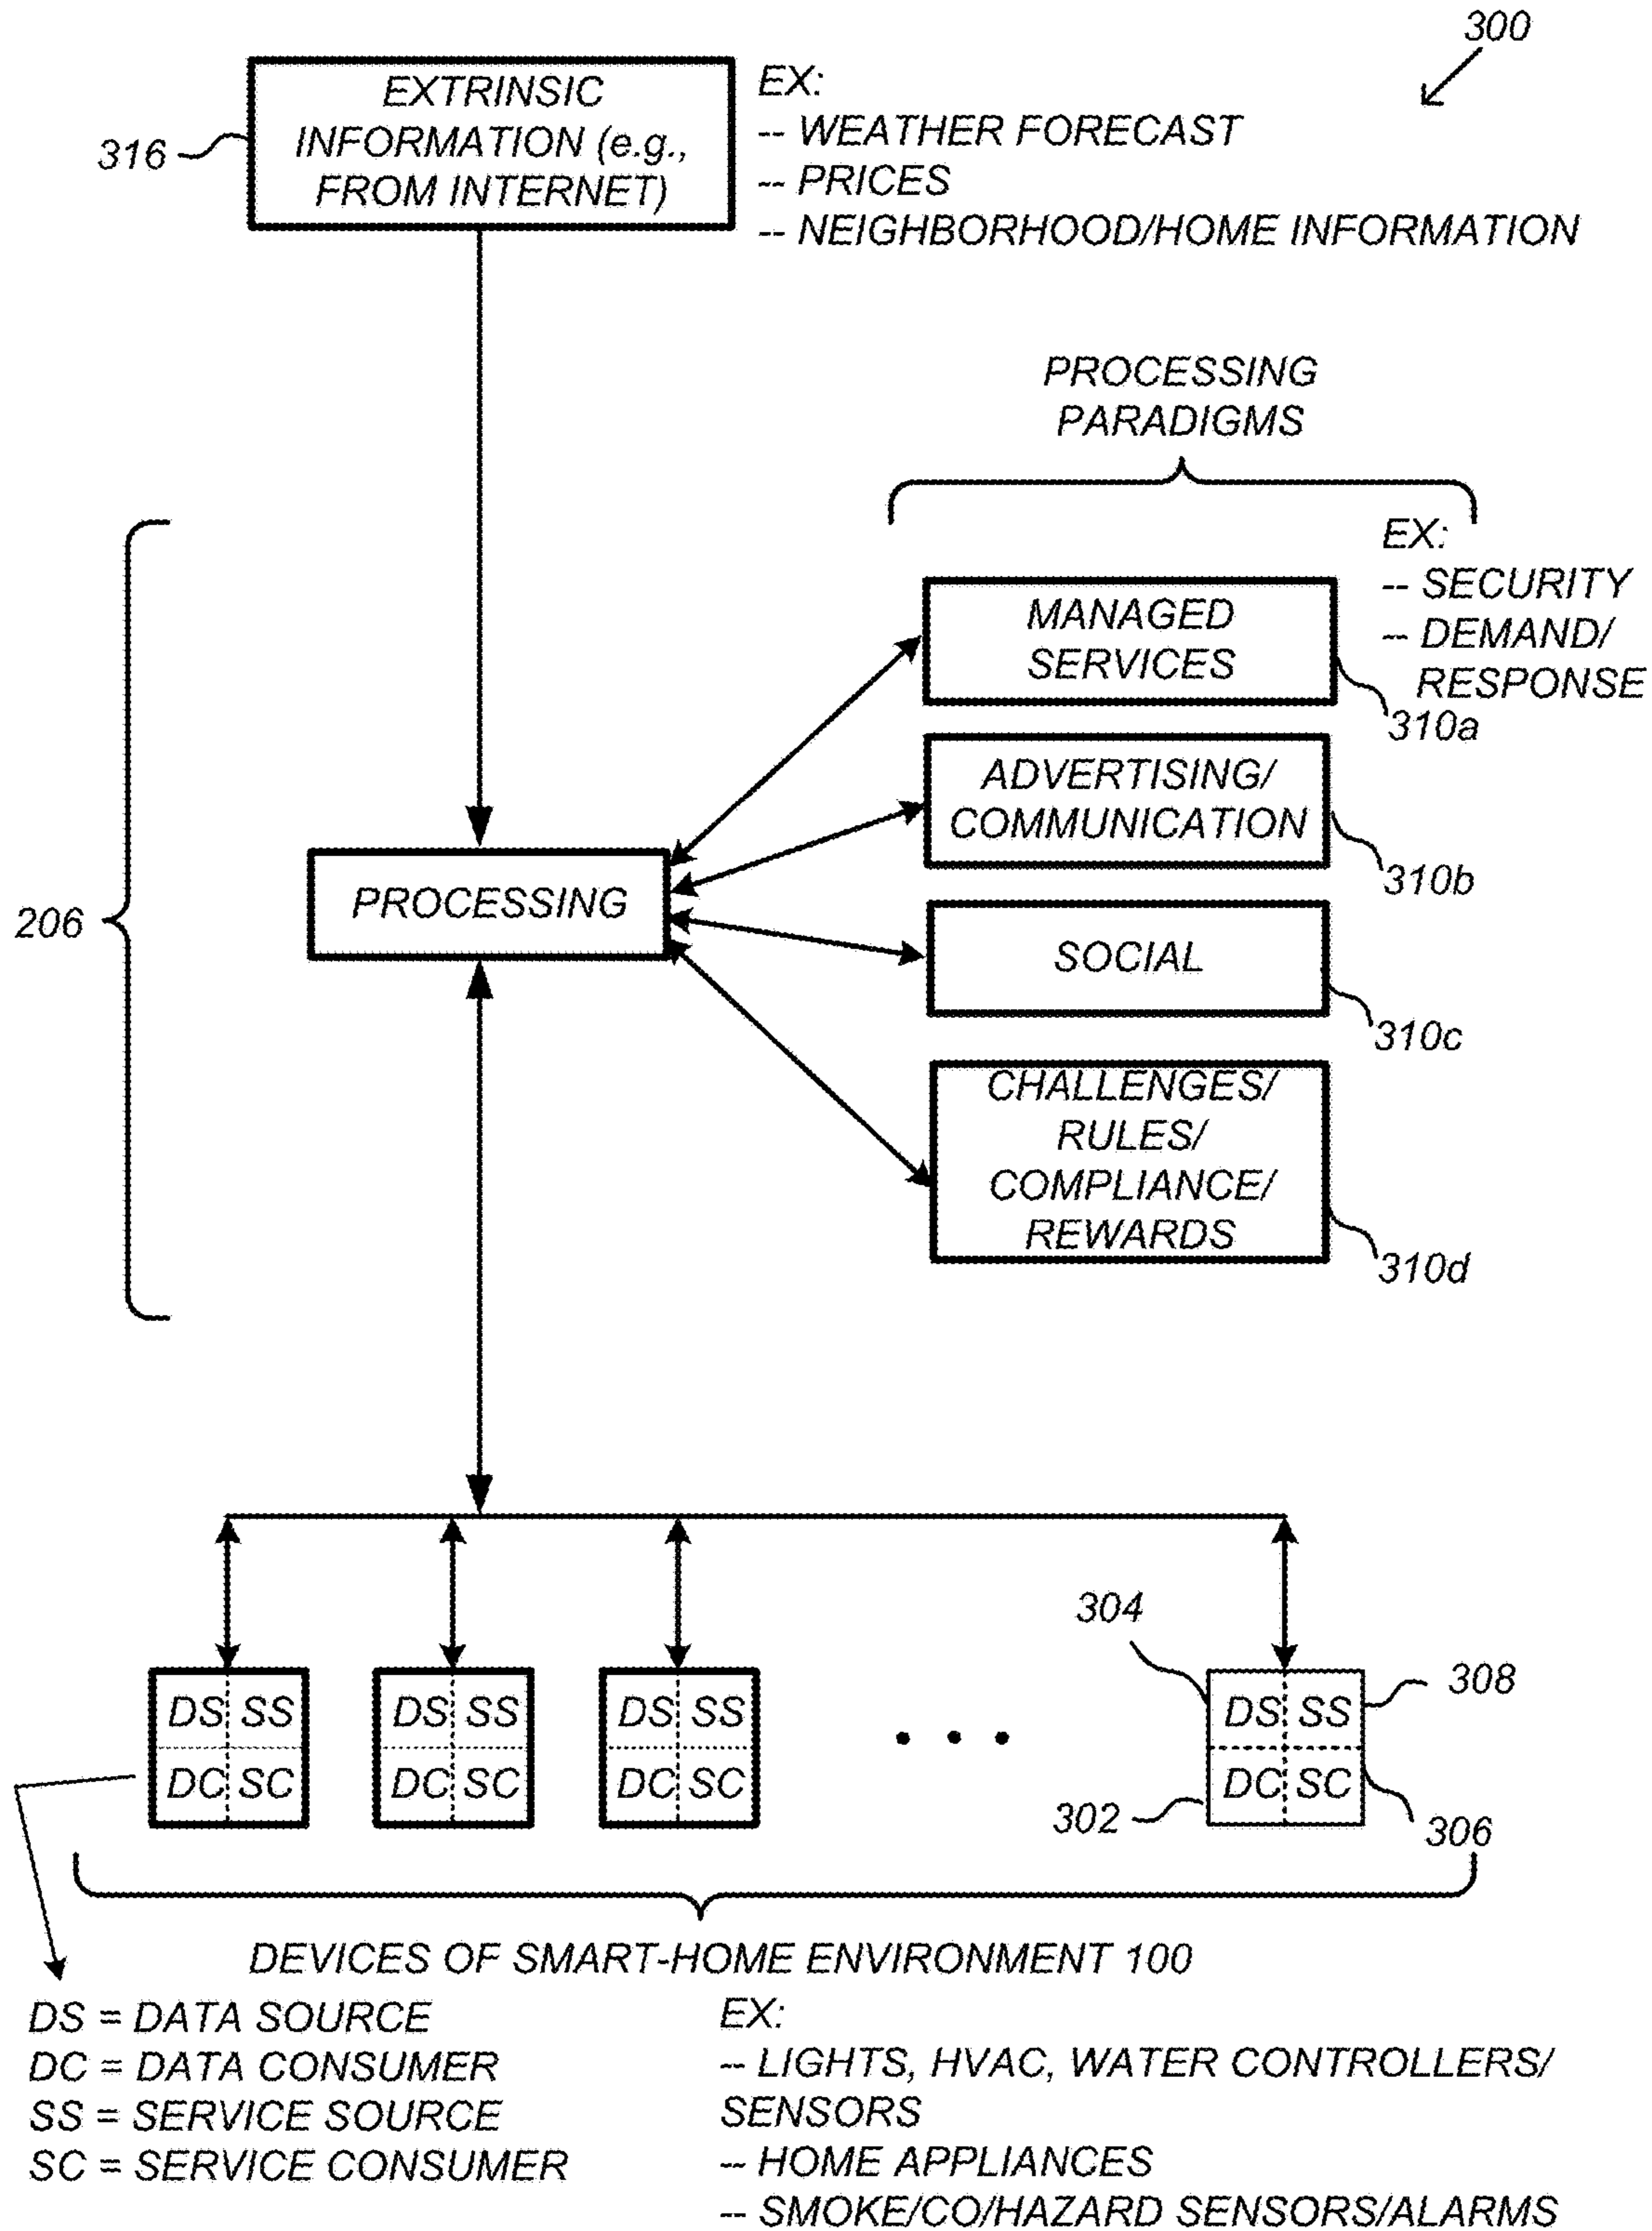 300
EXTRINSIC
INFORMATION (e.g.,
FROM INTERNET)
316
EX:
-- WEATHER FORECAST
-- PRICES
-- NEIGHBORHOOD/HOME INFORMATION
PROCESSING
PARADIGMS
EX:
-- SECURITY
-- DEMAND/
RESPONSE
MANAGED
SERVICES
310a
ADVERTISING/
COMMUNICATION
310b
206
PROCESSING
SOCIAL
310c
CHALLENGES/
RULES/
COMPLIANCE/
REWARDS
310d
304
308
DS SS
DC SC
DS SS
DC SC
DS SS
DC SC
DS SS
DC SC
302
306
DEVICES OF SMART-HOME ENVIRONMENT 100
DS = DATA SOURCE
DC = DATA CONSUMER
SS = SERVICE SOURCE
SC = SERVICE CONSUMER
EX:
-- LIGHTS, HVAC, WATER CONTROLLERS/
SENSORS
-- HOME APPLIANCES
-- SMOKE/CO/HAZARD SENSORS/ALARMS